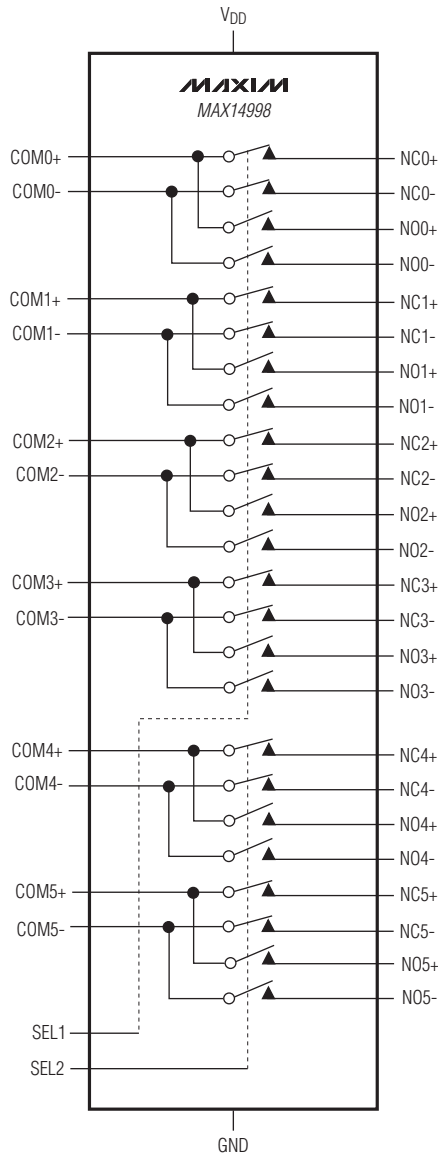 VDD
MAXIM
MAX14998
COM0+
NC0+
COM0-
NC0-
NO0+
NO0-
COM1+
NC1+
COM1-
NC1-
NO1+
NO1-
COM2+
NC2+
COM2-
NC2-
NO2+
NO2-
COM3+
NC3+
COM3-
NC3-
NO3+
NO3-
COM4+
NC4+
COM4-
NC4-
NO4+
NO4-
COM5+
NC5+
COM5-
NC5-
NO5+
NO5-
SEL1
SEL2
GND